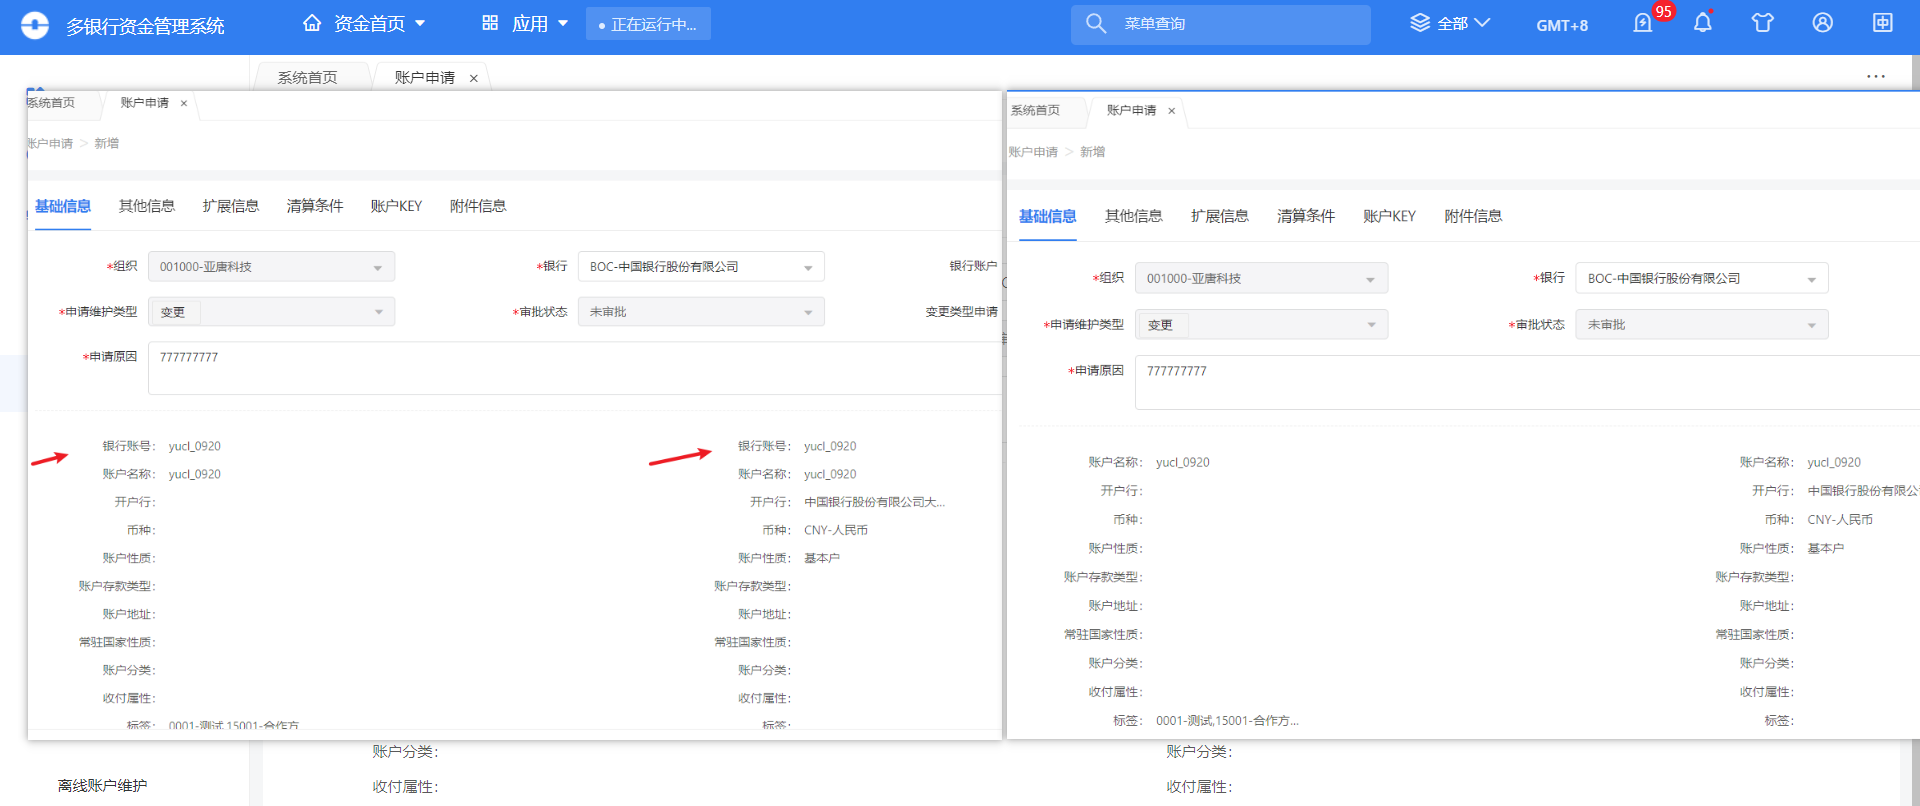 多银行资金管理系统
资金首页
应用
正在运行中...
菜单查询
全部
GMT+8
95
系统首页
账户申请 ×
...
系统首页
账户申请 ×
账户申请 > 新增
基础信息 其他信息 扩展信息 清算条件 账户KEY 附件信息
*组织 001000-亚唐科技 *银行 BOC-中国银行股份有限公司 银行账户
*申请维护类型 变更 *审批状态 未审批 变更类型申请
*申请原因 777777777
银行账号: yucl_0920 银行账号: yucl_0920
账户名称: yucl_0920 账户名称: yucl_0920
开户行: 开户行: 中国银行股份有限公司大...
币种: 币种: CNY-人民币
账户性质: 账户性质: 基本户
账户存款类型: 账户存款类型:
账户地址: 账户地址:
常驻国家性质: 常驻国家性质:
账户分类: 账户分类:
收付属性: 收付属性:
标签: 0001-测试,15001-合作方 标签:
系统首页
账户申请 ×
账户申请 > 新增
基础信息 其他信息 扩展信息 清算条件 账户KEY 附件信息
*组织 001000-亚唐科技 *银行 BOC-中国银行股份有限公司
*申请维护类型 变更 *审批状态 未审批
*申请原因 777777777
账户名称: yucl_0920 账户名称: yucl_0920
开户行: 开户行: 中国银行股份有限公
币种: 币种: CNY-人民币
账户性质: 账户性质: 基本户
账户存款类型: 账户存款类型:
账户地址: 账户地址:
常驻国家性质: 常驻国家性质:
账户分类: 账户分类:
收付属性: 收付属性:
标签: 0001-测试,15001-合作方... 标签:
账户分类: 账户分类:
离线账户维护
收付属性: 收付属性: